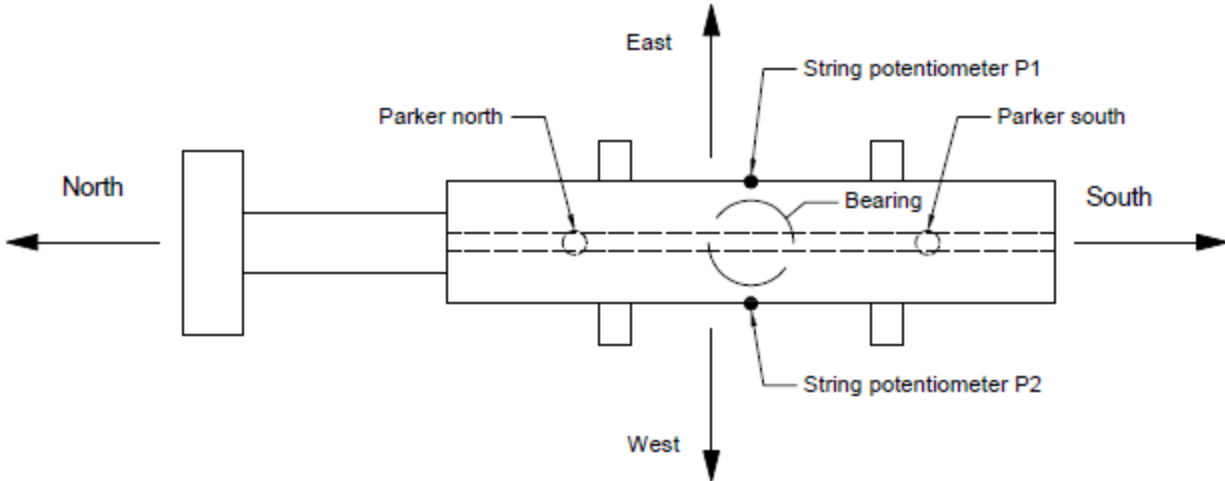 East
String potentiometer P1
Parker north
Parker south
North
Bearing
South
String potentiometer P2
West